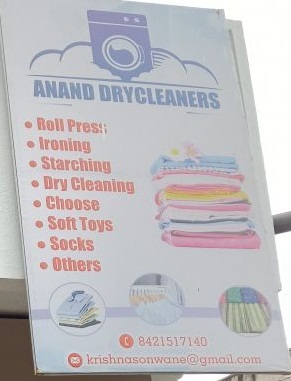 ANAND DRYCLEANERS
• Roll Press
• Ironing
• Starching
• Dry Cleaning
• Choose
• Soft Toys
• Socks
• Others
8421517140
krishnasonwane@gmail.com